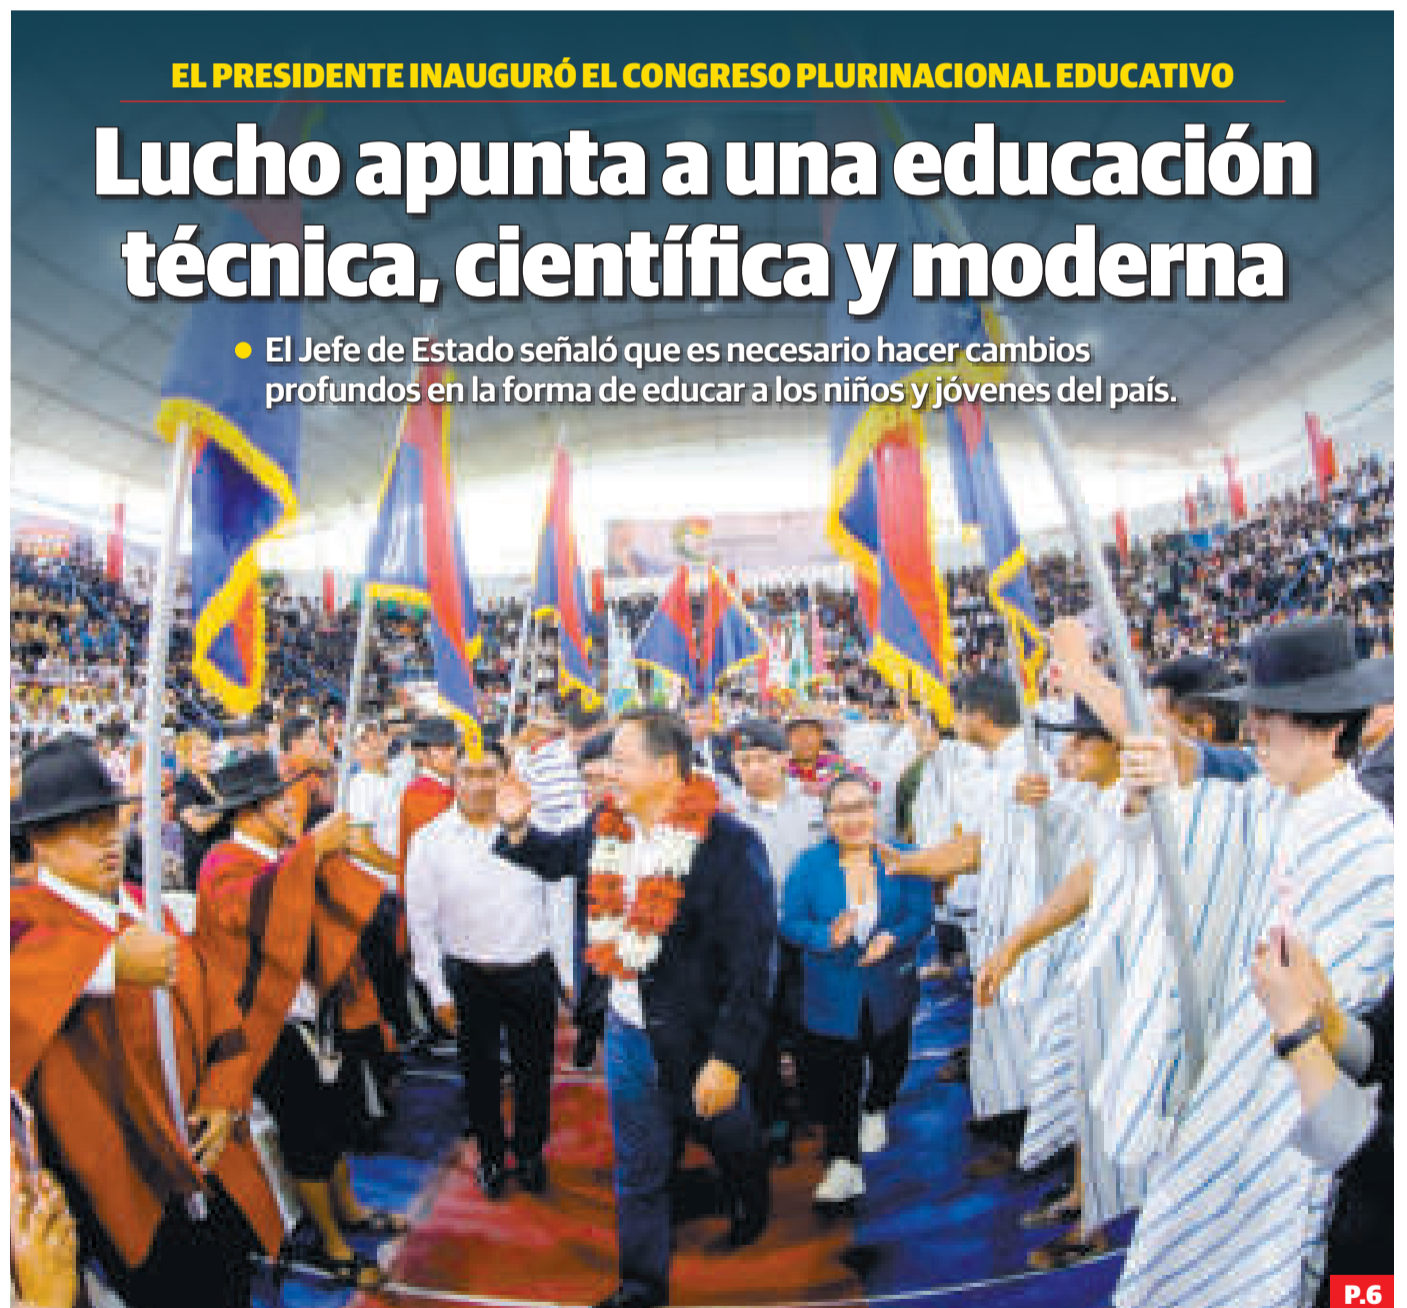 EL PRESIDENTE INAUGURÓ EL CONGRESO PLURINACIONAL EDUCATIVO
Lucho apunta a una educación
técnica, científica y moderna
● El Jefe de Estado señaló que es necesario hacer cambios
profundos en la forma de educar a los niños y jóvenes del país.
P.6